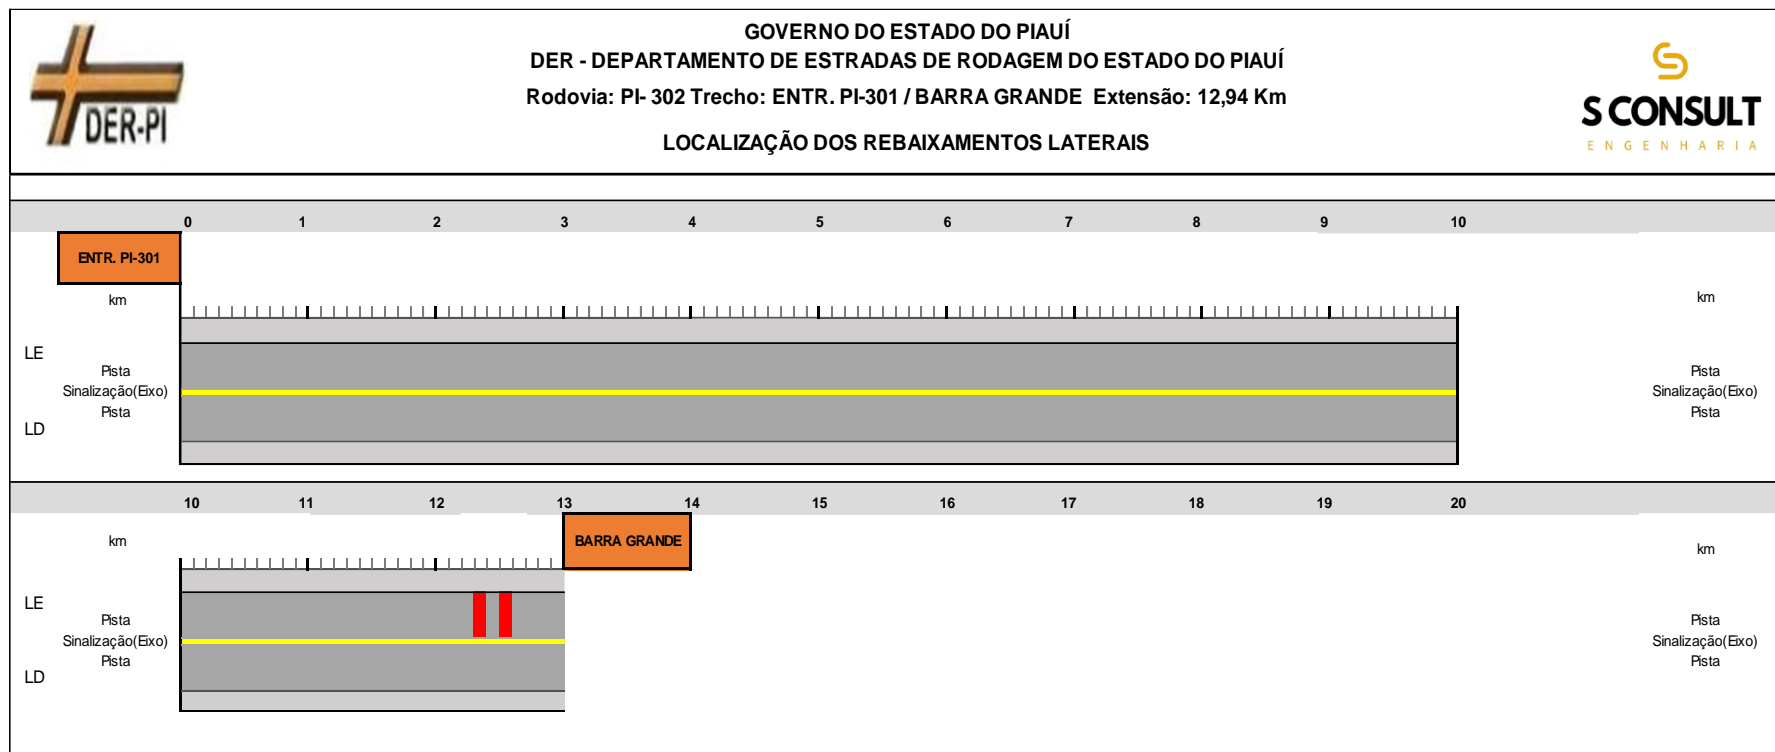 GOVERNO DO ESTADO DO PIAUÍ
DER - DEPARTAMENTO DE ESTRADAS DE RODAGEM DO ESTADO DO PIAUÍ
Rodovia: PI- 302 Trecho: ENTR. PI-301 / BARRA GRANDE Extensão: 12,94 Km
LOCALIZAÇÃO DOS REBAIXAMENTOS LATERAIS
DER-PI
S CONSULT
ENGENHARIA
0 1 2 3 4 5 6 7 8 9 10
ENTR. PI-301
km km
LE
Pista Pista
Sinalização(Eixo) Sinalização(Eixo)
Pista Pista
LD
10 11 12 13 14 15 16 17 18 19 20
km BARRA GRANDE km
LE
Pista Pista
Sinalização(Eixo) Sinalização(Eixo)
Pista Pista
LD